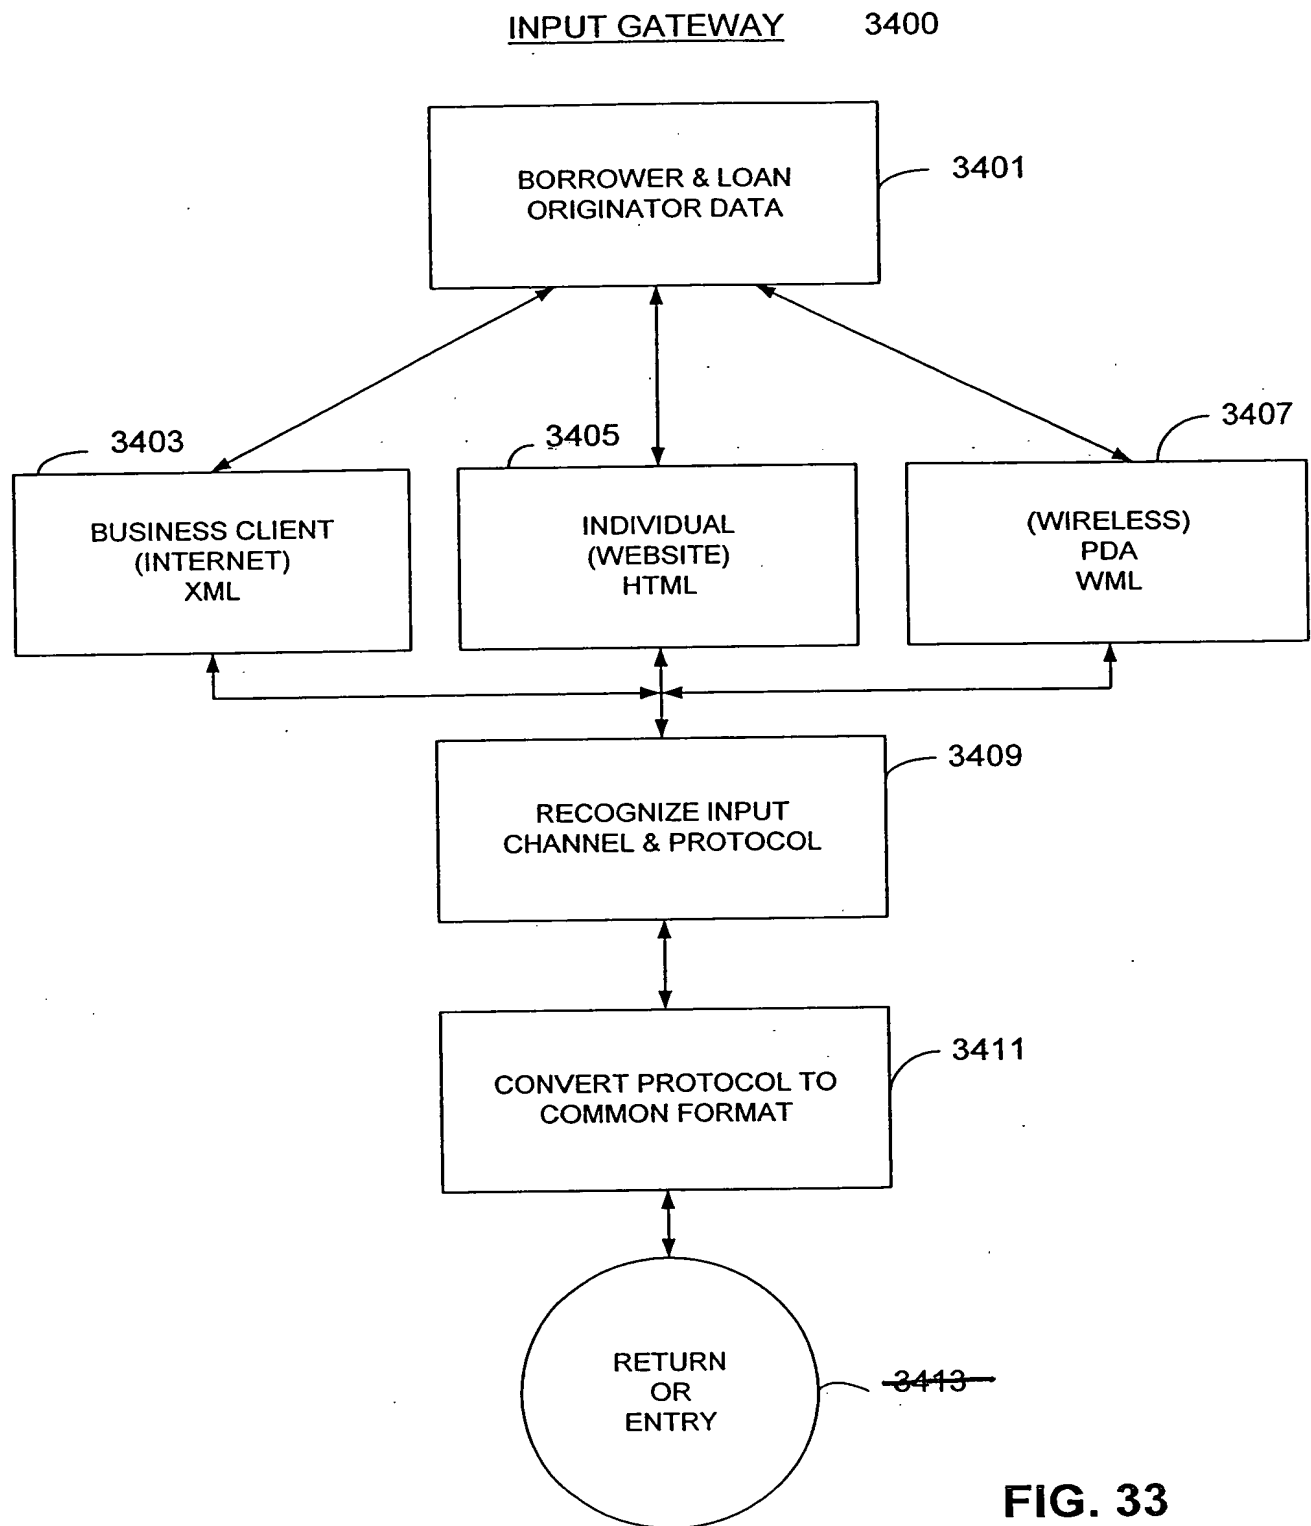 INPUT GATEWAY 3400
BORROWER & LOAN
ORIGINATOR DATA
3401
3403
3405
3407
BUSINESS CLIENT
(INTERNET)
XML
INDIVIDUAL
(WEBSITE)
HTML
(WIRELESS)
PDA
WML
3409
RECOGNIZE INPUT
CHANNEL & PROTOCOL
3411
CONVERT PROTOCOL TO
COMMON FORMAT
RETURN
OR
ENTRY
3413
FIG. 33